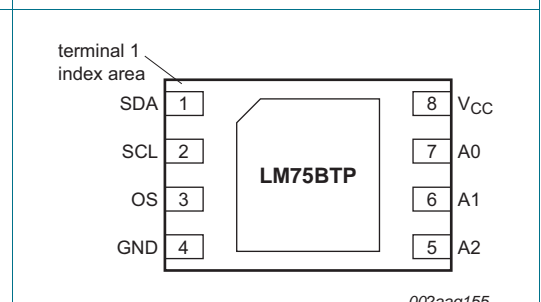 terminal 1
index area
SDA 1 8 VCC
SCL 2 7 A0
LM75BTP
OS 3 6 A1
GND 4 5 A2
002aag155